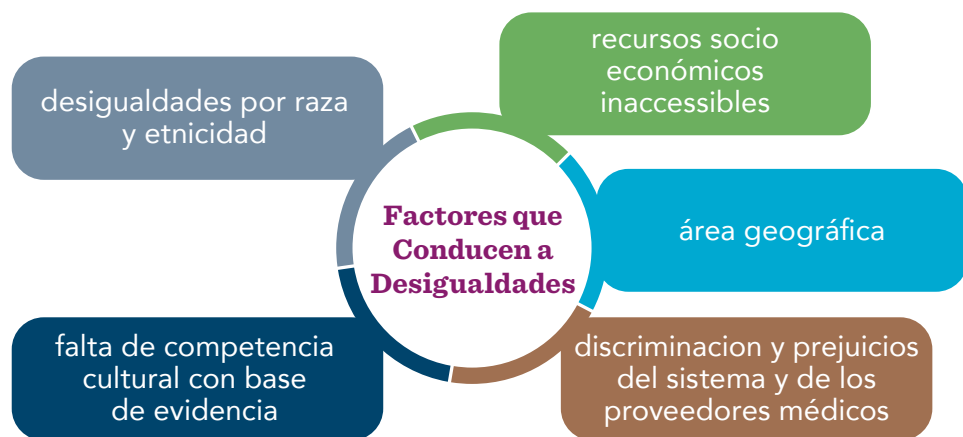 recursos socio
económicos
inaccessibles
desigualdades por raza
y etnicidad
Factores que
Conducen a
Desigualdades
área geográfica
falta de competencia
cultural con base
de evidencia
discriminacion y prejuicios
del sistema y de los
proveedores médicos